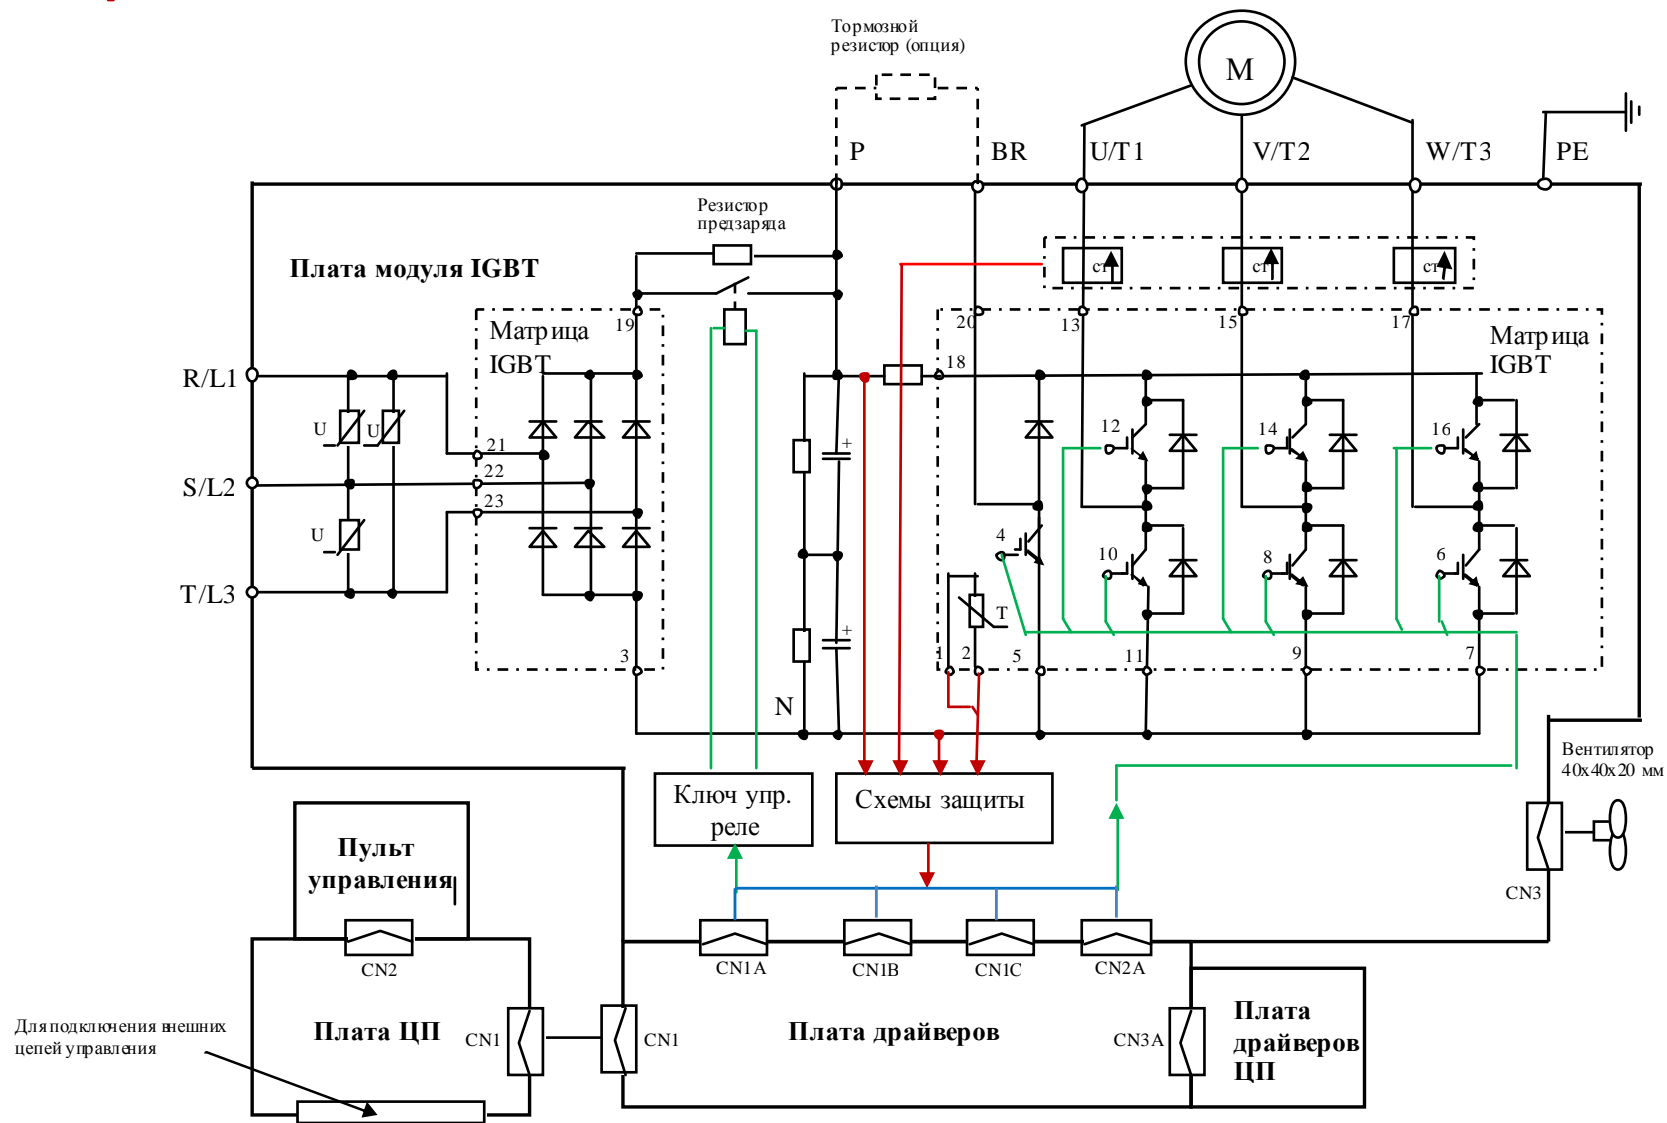 Тормозной
резистор (опция)
M
P
BR
U/T1
V/T2
W/T3
PE
Резистор
предзаряда
Плата модуля IGBT
ст
ст
ст
19
20
13
15
17
Матрица
IGBT
Матрица
IGBT
18
R/L1
U
U
21
12
14
16
+
22
S/L2
23
U
4
10
8
6
T/L3
T
+
3
1
2
5
11
9
7
N
Вентилятор
40х40х20 мм
Ключ упр.
реле
Схемы защиты
Пульт
управления
CN3
CN2
CN1A
CN1B
CN1C
CN2A
Для подключения внешних
цепей управления
Плата ЦП
CN1
CN1
Плата драйверов
CN3A
Плата
драйверов
ЦП